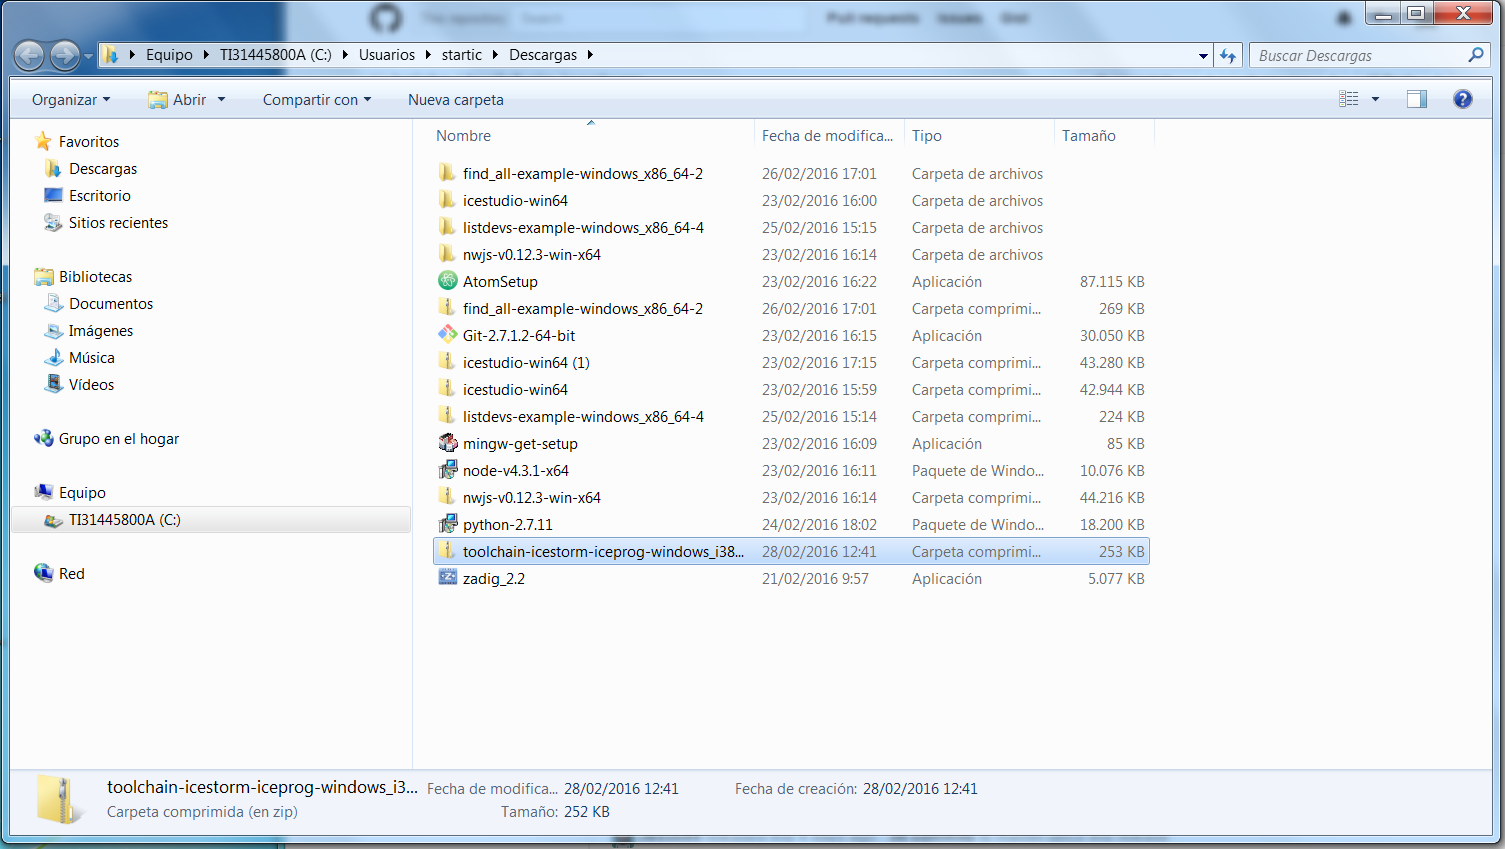 The repository Search Pull requests Issues Gist
Equipo TI31445800A (C:) Usuarios startic Descargas Buscar Descargas
Organizar Abrir Compartir con Nueva carpeta
Favoritos
Descargas
Escritorio
Sitios recientes
Bibliotecas
Documentos
Imágenes
Música
Vídeos
Grupo en el hogar
Equipo
TI31445800A (C:)
Red
Nombre Fecha de modifica... Tipo Tamaño
find_all-example-windows_x86_64-2 26/02/2016 17:01 Carpeta de archivos
icestudio-win64 23/02/2016 16:00 Carpeta de archivos
listdevs-example-windows_x86_64-4 25/02/2016 15:15 Carpeta de archivos
nwjs-v0.12.3-win-x64 23/02/2016 16:14 Carpeta de archivos
AtomSetup 23/02/2016 16:22 Aplicación 87.115 KB
find_all-example-windows_x86_64-2 26/02/2016 17:01 Carpeta comprimi... 269 KB
Git-2.7.1.2-64-bit 23/02/2016 16:15 Aplicación 30.050 KB
icestudio-win64 (1) 23/02/2016 17:15 Carpeta comprimi... 43.280 KB
icestudio-win64 23/02/2016 15:59 Carpeta comprimi... 42.944 KB
listdevs-example-windows_x86_64-4 25/02/2016 15:14 Carpeta comprimi... 224 KB
mingw-get-setup 23/02/2016 16:09 Aplicación 85 KB
node-v4.3.1-x64 23/02/2016 16:11 Paquete de Windo... 10.076 KB
nwjs-v0.12.3-win-x64 23/02/2016 16:14 Carpeta comprimi... 44.216 KB
python-2.7.11 24/02/2016 18:02 Paquete de Windo... 18.200 KB
toolchain-icestorm-iceprog-windows_i38... 28/02/2016 12:41 Carpeta comprimi... 253 KB
zadig_2.2 21/02/2016 9:57 Aplicación 5.077 KB
toolchain-icestorm-iceprog-windows_i3... Fecha de modifica... 28/02/2016 12:41 Fecha de creación: 28/02/2016 12:41
Carpeta comprimida (en zip) Tamaño: 252 KB